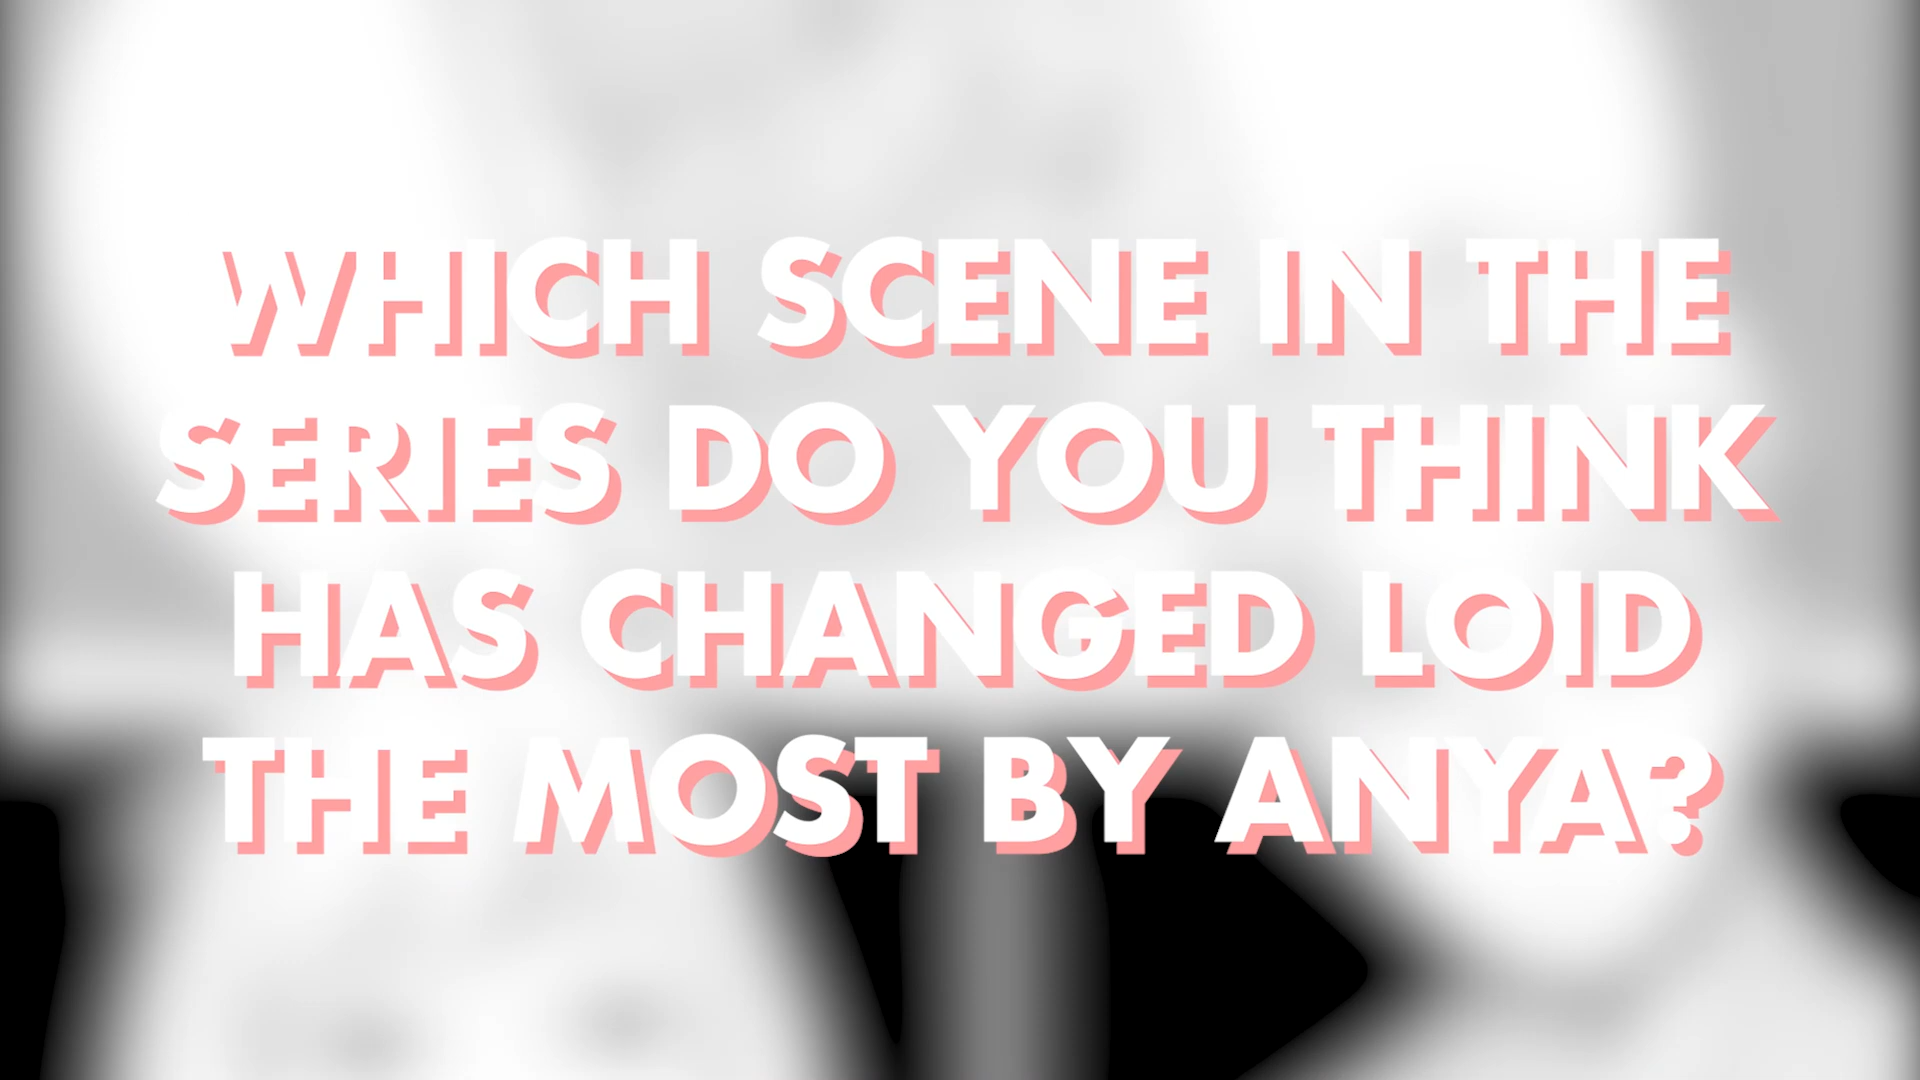 WHICH SCENE IN THE
SERIES DO YOU THINK
HAS CHANGED LOID
THE MOST BY ANYA?